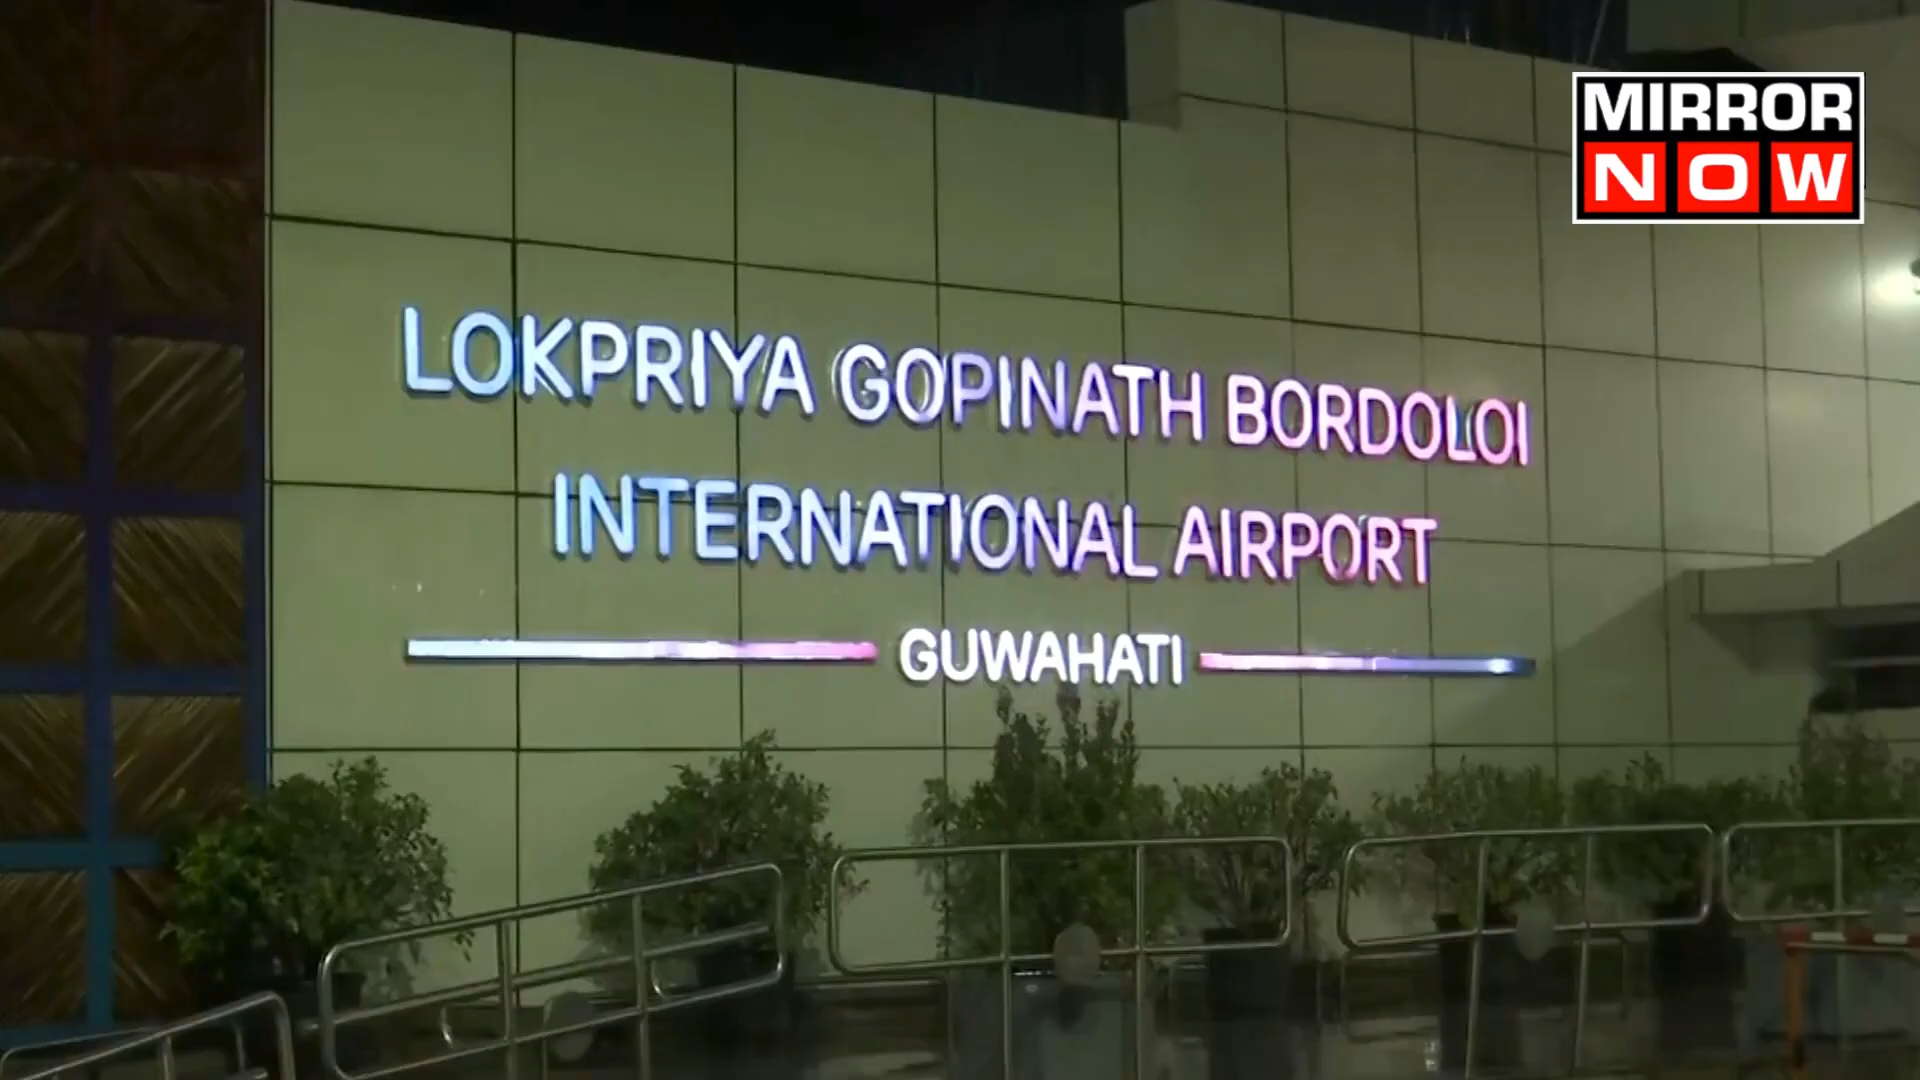 MIRROR
NOW
LOKPRIYA GOPINATH BORDOLOI
INTERNATIONAL AIRPORT
GUWAHATI